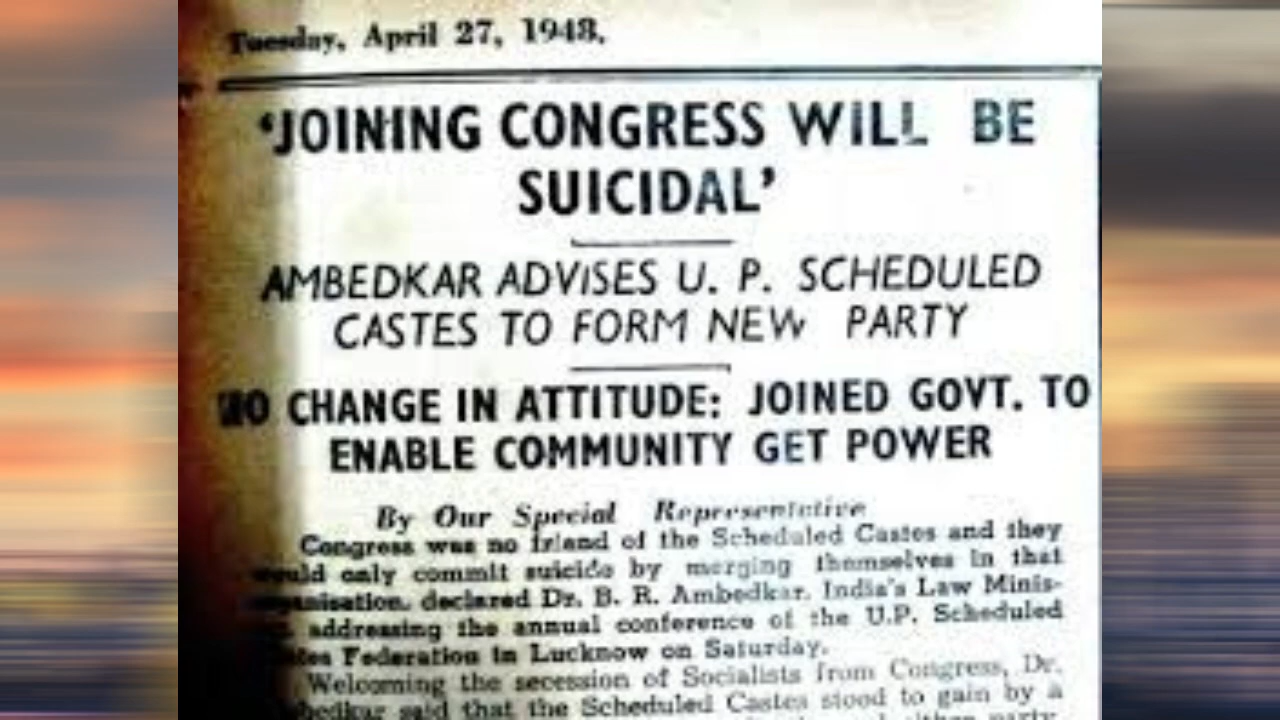 Tuesday, April 27, 1948.
'JOINING CONGRESS WILL BE
SUICIDAL'
AMBEDKAR ADVISES U. P. SCHEDULED
CASTES TO FORM NEW PARTY
NO CHANGE IN ATTITUDE: JOINED GOVT. TO
ENABLE COMMUNITY GET POWER
By Our Special Representative
Congress was no friend of the Scheduled Castes and they
would only commit suicide by merging themselves in that
organisation, declared Dr. B. R. Ambedkar, India's Law Minis-
addressing the annual conference of the U.P. Scheduled
Federation in Lucknow on Saturday.
Welcoming the secession of Socialists from Congress, Dr.
said that the Scheduled Castes stood to gain by a
party